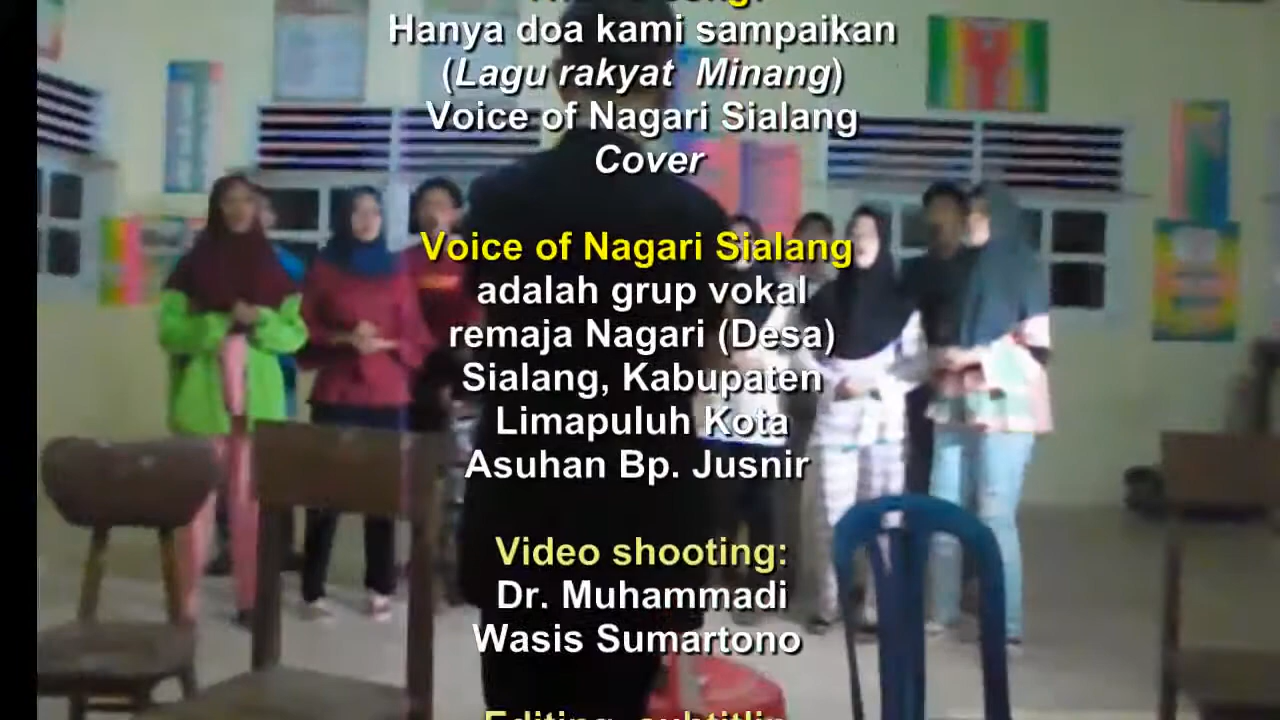 Hanya doa kami sampaikan
(Lagu rakyat Minang)
Voice of Nagari Sialang
Cover
Voice of Nagari Sialang
adalah grup vokal
remaja Nagari (Desa)
Sialang, Kabupaten
Limapuluh Kota
Asuhan Bp. Jusnir
Video shooting:
Dr. Muhammadi
Wasis Sumartono